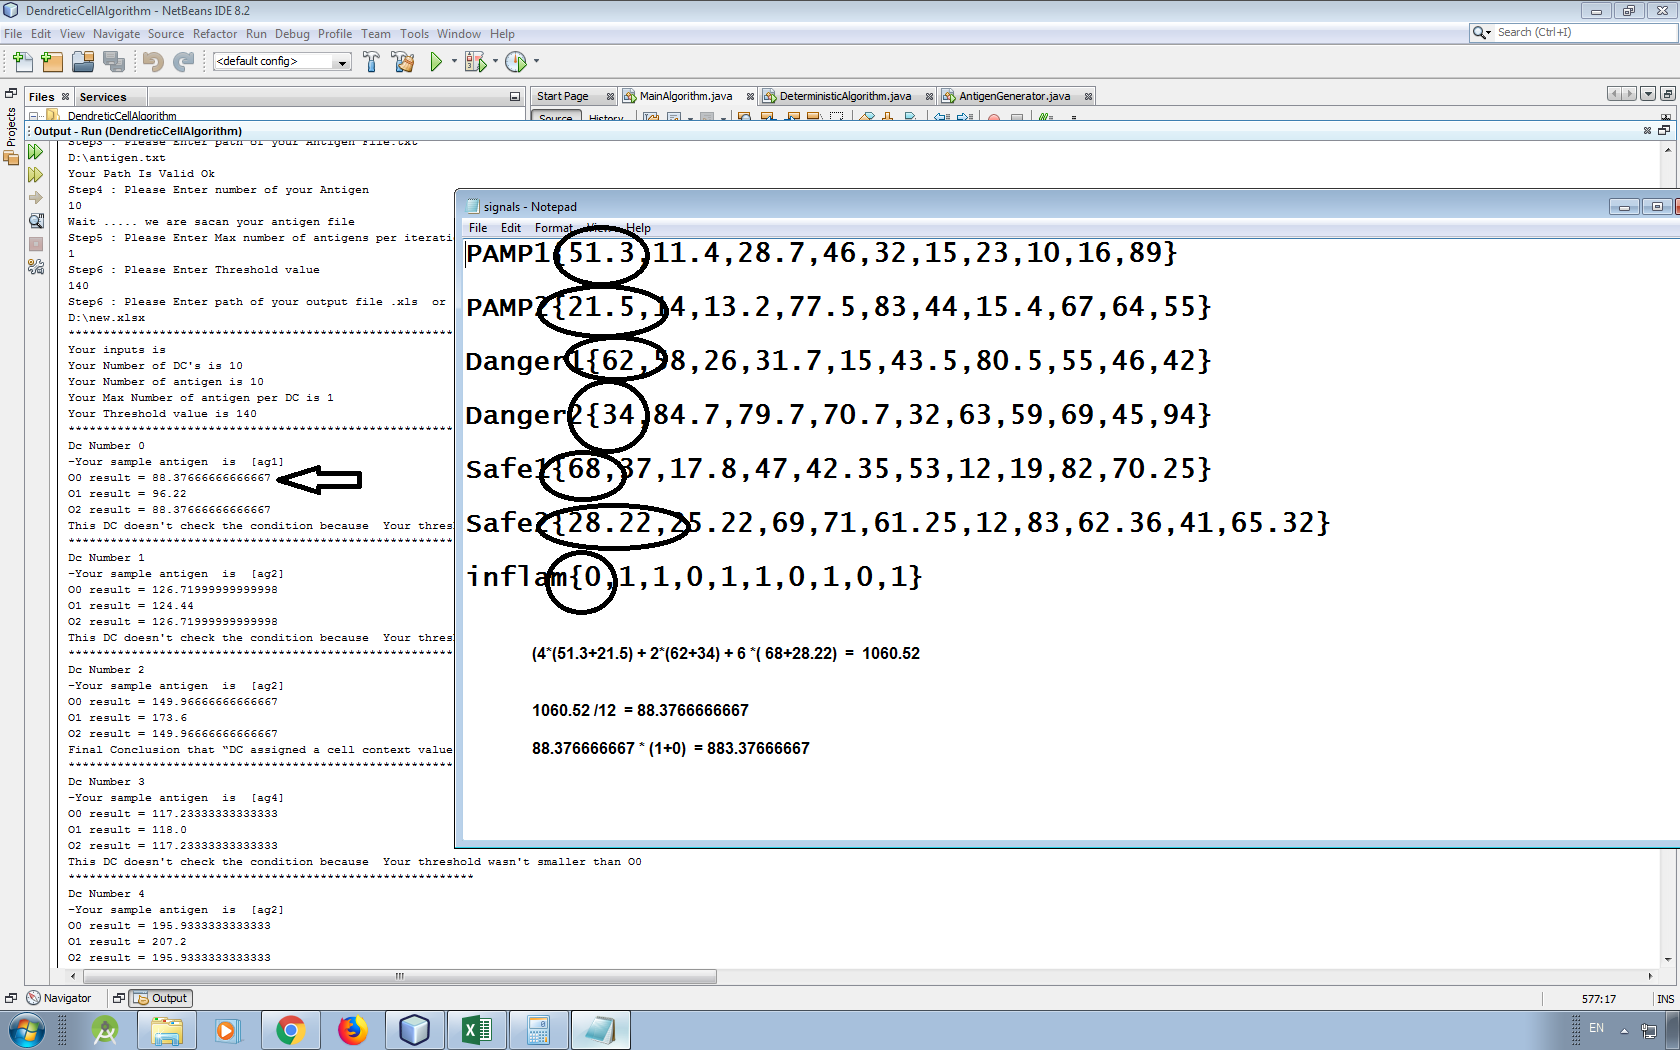 DendreticCellAlgorithm - NetBeans IDE 8.2
File Edit View Navigate Source Refactor Run Debug Profile Team Tools Window Help
Search (Ctrl+I)
<default config>
Files Services
Start Page MainAlgorithm.java DeterministicAlgorithm.java AntigenGenerator.java
Projects
DendreticCellAlgorithm
Source History
Output - Run (DendreticCellAlgorithm)
Step3 : Please Enter path of your Antigen File.txt
D:\antigen.txt
Your Path Is Valid Ok
Step4 : Please Enter number of your Antigen
10
Wait ..... we are sacan your antigen file
Step5 : Please Enter Max number of antigens per iterati
1
Step6 : Please Enter Threshold value
140
Step6 : Please Enter path of your output file .xls or
D:\new.xlsx
*******************************************************
Your inputs is
Your Number of DC's is 10
Your Number of antigen is 10
Your Max Number of antigen per DC is 1
Your Threshold value is 140
*******************************************************
Dc Number 0
-Your sample antigen is [ag1]
O0 result = 88.37666666666667
O1 result = 96.22
O2 result = 88.37666666666667
This DC doesn't check the condition because Your thres
*******************************************************
Dc Number 1
-Your sample antigen is [ag2]
O0 result = 126.71999999999998
O1 result = 124.44
O2 result = 126.71999999999998
This DC doesn't check the condition because Your thres
*******************************************************
Dc Number 2
-Your sample antigen is [ag2]
O0 result = 149.96666666666667
O1 result = 173.6
O2 result = 149.96666666666667
Final Conclusion that “DC assigned a cell context value
*******************************************************
Dc Number 3
-Your sample antigen is [ag4]
O0 result = 117.23333333333333
O1 result = 118.0
O2 result = 117.23333333333333
This DC doesn't check the condition because Your threshold wasn't smaller than O0
**********************************************************
Dc Number 4
-Your sample antigen is [ag2]
O0 result = 195.9333333333333
O1 result = 207.2
O2 result = 195.9333333333333
signals - Notepad
File Edit Format View Help
PAMP1{51.3,11.4,28.7,46,32,15,23,10,16,89}
PAMP2{21.5,14,13.2,77.5,83,44,15.4,67,64,55}
Danger1{62,58,26,31.7,15,43.5,80.5,55,46,42}
Danger2{34,84.7,79.7,70.7,32,63,59,69,45,94}
Safe1{68,37,17.8,47,42.35,53,12,19,82,70.25}
Safe2{28.22,25.22,69,71,61.25,12,83,62.36,41,65.32}
inflam{0,1,1,0,1,1,0,1,0,1}
(4*(51.3+21.5) + 2*(62+34) + 6 *( 68+28.22) = 1060.52
1060.52 /12 = 88.3766666667
88.376666667 * (1+0) = 883.37666667
Navigator Output
577:17 INS
EN